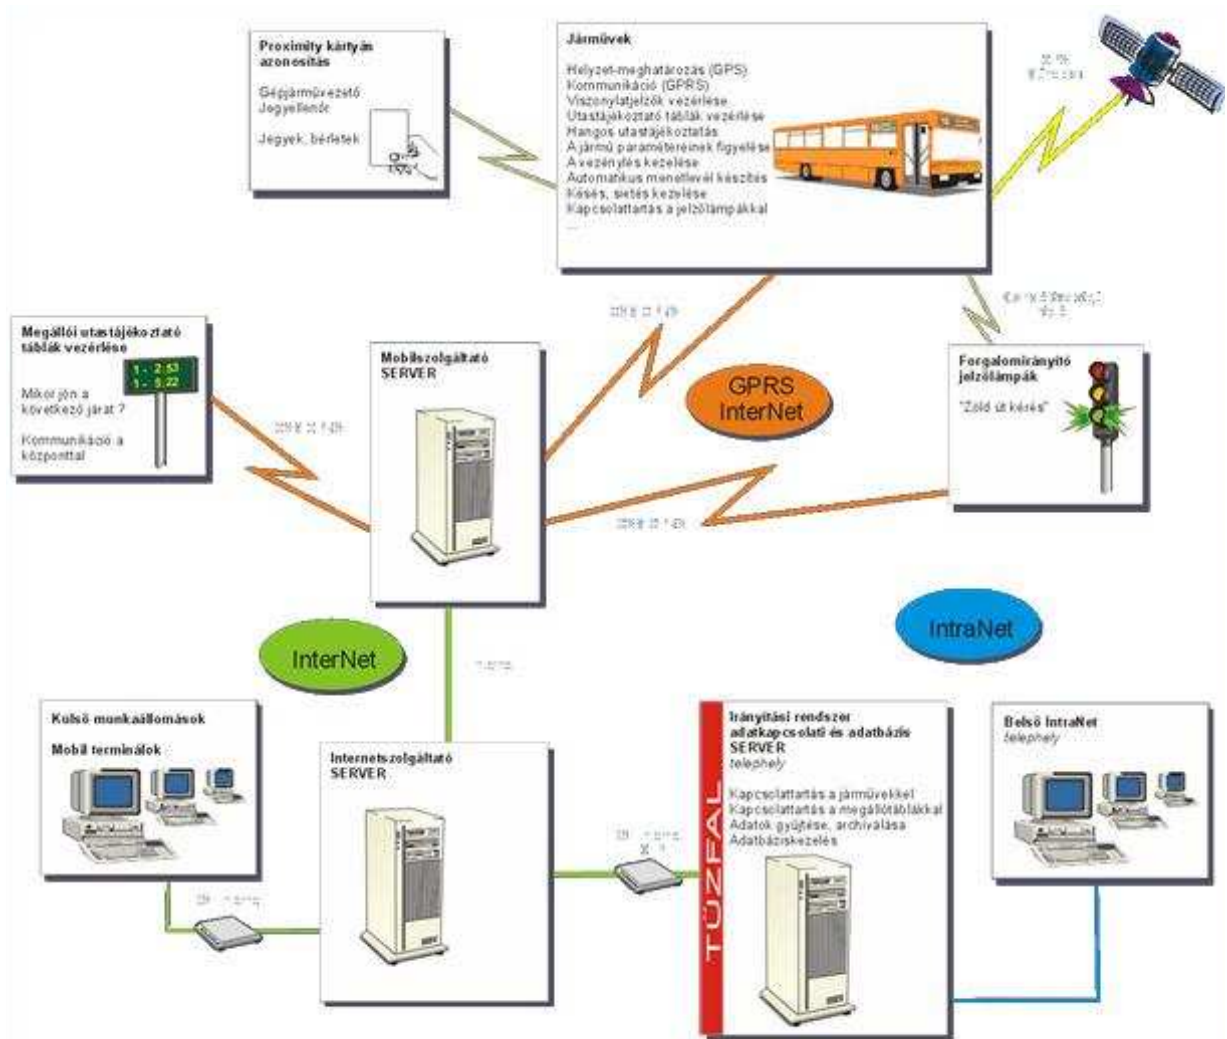 Proximity kártyás
azonosítás
Gépjárművezető
Jegyellenőr
Jegyek, bérletek
Járművek
Helyzet-meghatározás (GPS)
Kommunikáció (GPRS)
Viszonylatjelzők vezérlése
Utastájékoztató táblák vezérlése
Hangos utastájékoztatás
A jármű paramétereinek figyelése
A vezénylés kezelése
Automatikus menetlevél készítés
Késés, sietés kezelése
Kapcsolattartás a jelzőlámpákkal
...
Megállói utastájékoztató
táblák vezérlése
1 - 2:53
1 - 5:22
Mikor jön a
következő járat ?
Kommunikáció a
központtal
Mobilszolgáltató
SERVER
GPRS
InterNet
Forgalomirányító
jelzőlámpák
"Zöld út kérés"
InterNet
IntraNet
Külső munkaállomások
Mobil terminálok
Internetszolgáltató
SERVER
TŰZFAL
Irányítási rendszer
adatkapcsolati és adatbázis
SERVER
telephely
Kapcsolattartás a járművekkel
Kapcsolattartás a megállótáblákkal
Adatok gyűjtése, archiválása
Adatbáziskezelés
Belső IntraNet
telephely